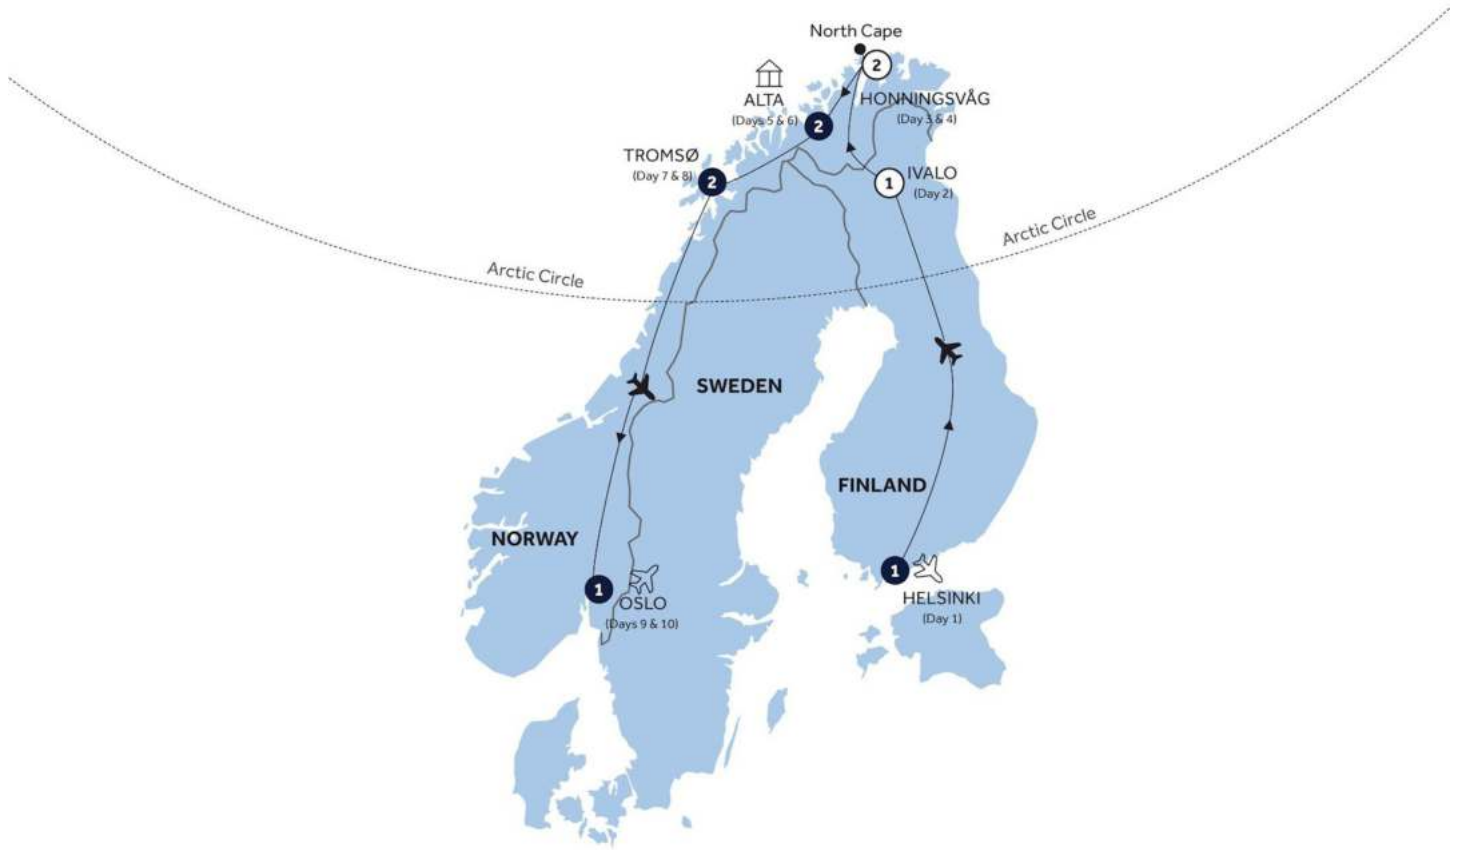 North Cape
2
ALTA
(Days 5 & 6)
2
HONNINGSVÅG
(Day 3 & 4)
TROMSØ
(Day 7 & 8)
2
1
IVALO
(Day 2)
Arctic Circle
Arctic Circle
SWEDEN
FINLAND
NORWAY
1
HELSINKI
(Day 1)
1
OSLO
(Days 9 & 10)